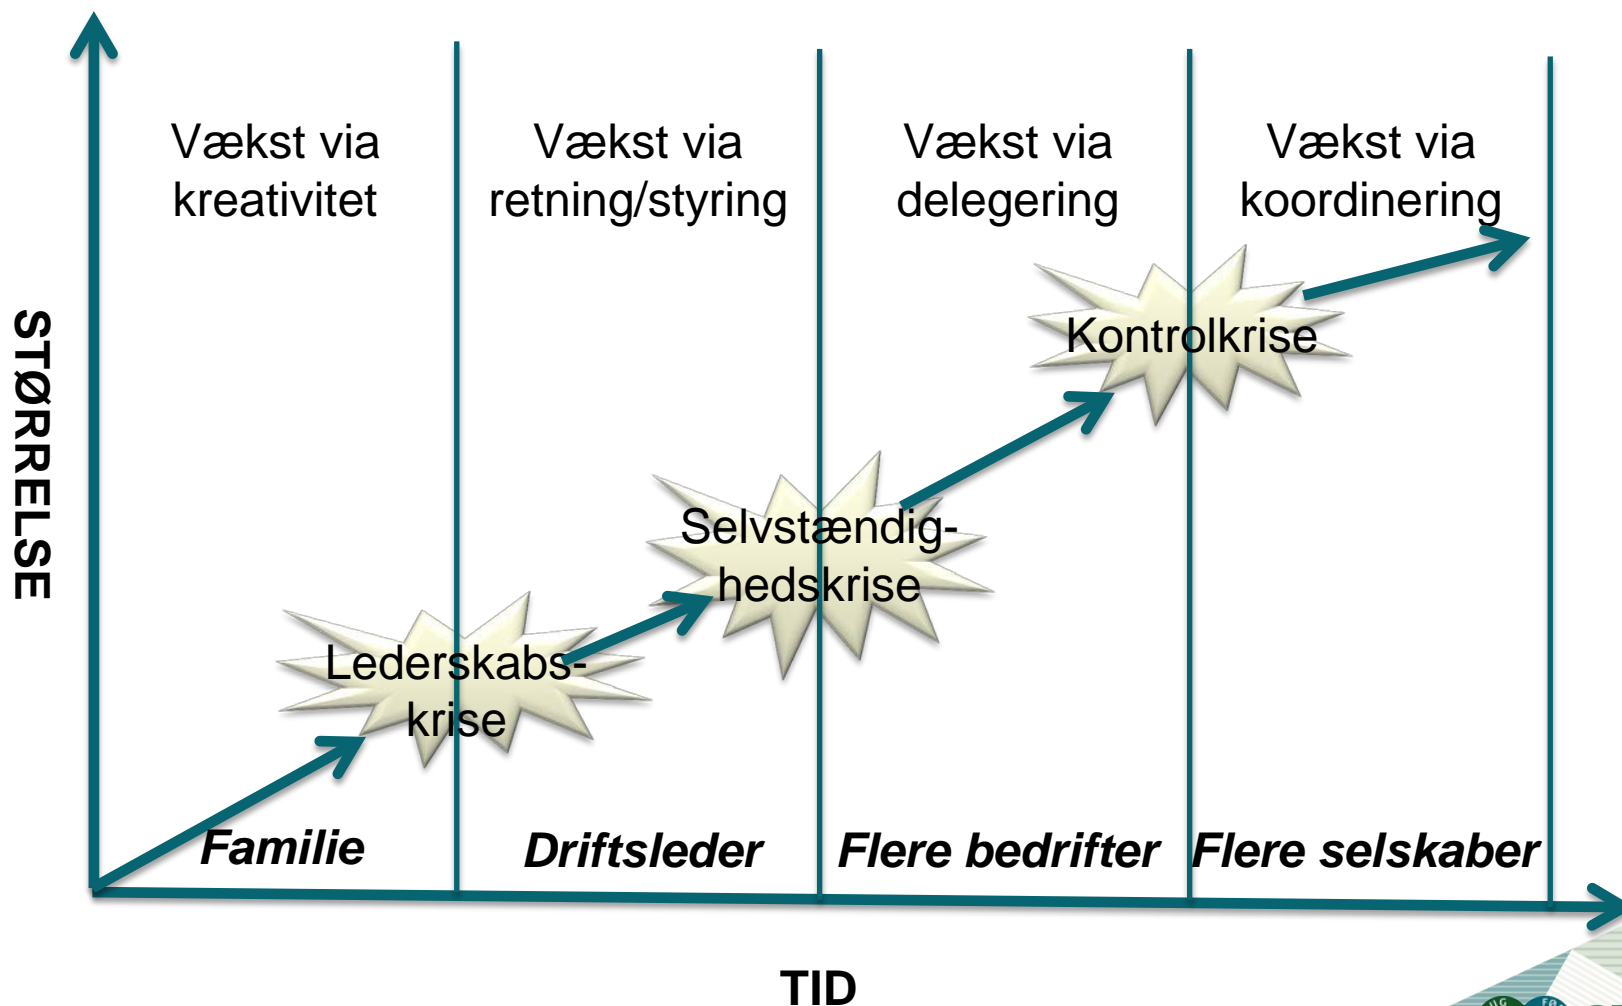 Vækst via
kreativitet
Vækst via
retning/styring
Vækst via
delegering
Vækst via
koordinering
STØRRELSE
Kontrolkrise
Selvstændig-
hedskrise
Lederskabs-
krise
Familie
Driftsleder
Flere bedrifter
Flere selskaber
TID